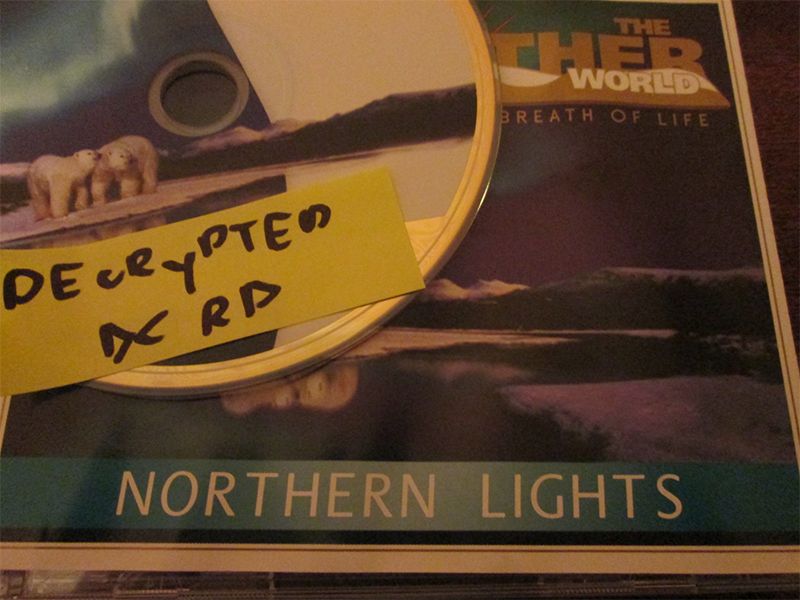 THE
THER
WORLD
BREATH OF LIFE
DECRYPTED
RD
NORTHERN LIGHTS